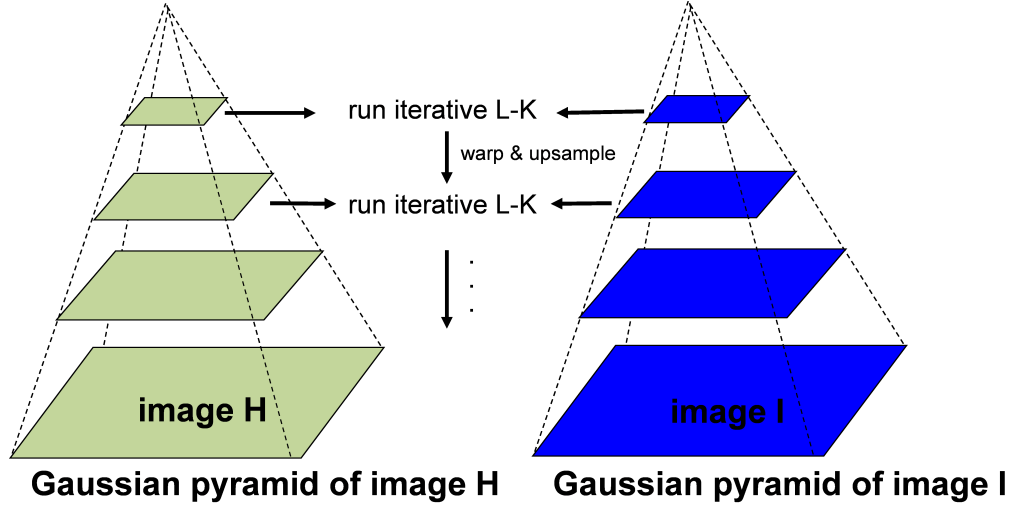 run iterative L-K
warp & upsample
run iterative L-K
.
.
.
image H
image I
Gaussian pyramid of image H
Gaussian pyramid of image I